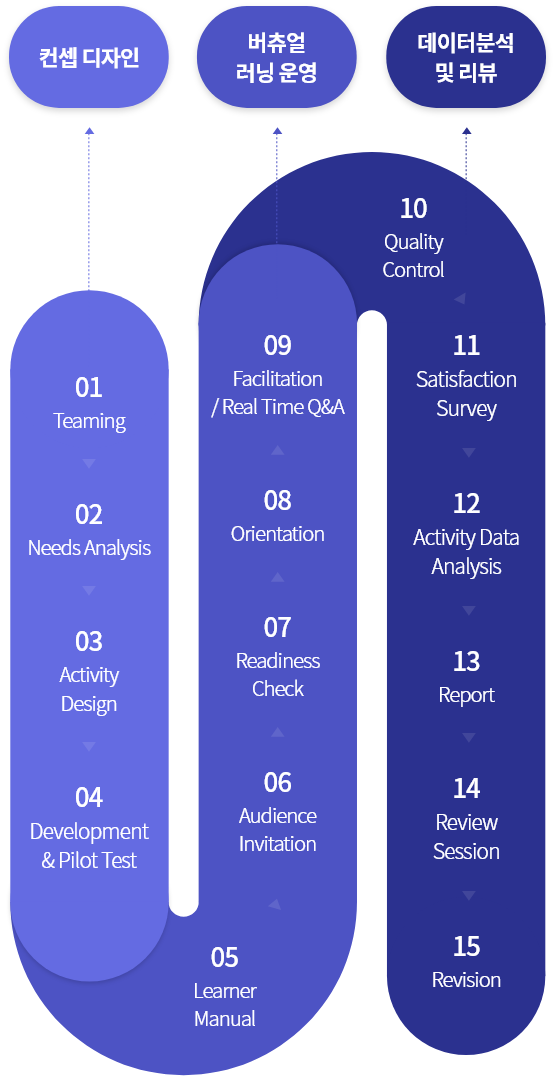 컨셉 디자인
버츄얼
러닝 운영
데이터분석
및 리뷰
01
Teaming
02
Needs Analysis
03
Activity
Design
04
Development
& Pilot Test
05
Learner
Manual
06
Audience
Invitation
07
Readiness
Check
08
Orientation
09
Facilitation
/ Real Time Q&A
10
Quality
Control
11
Satisfaction
Survey
12
Activity Data
Analysis
13
Report
14
Review
Session
15
Revision